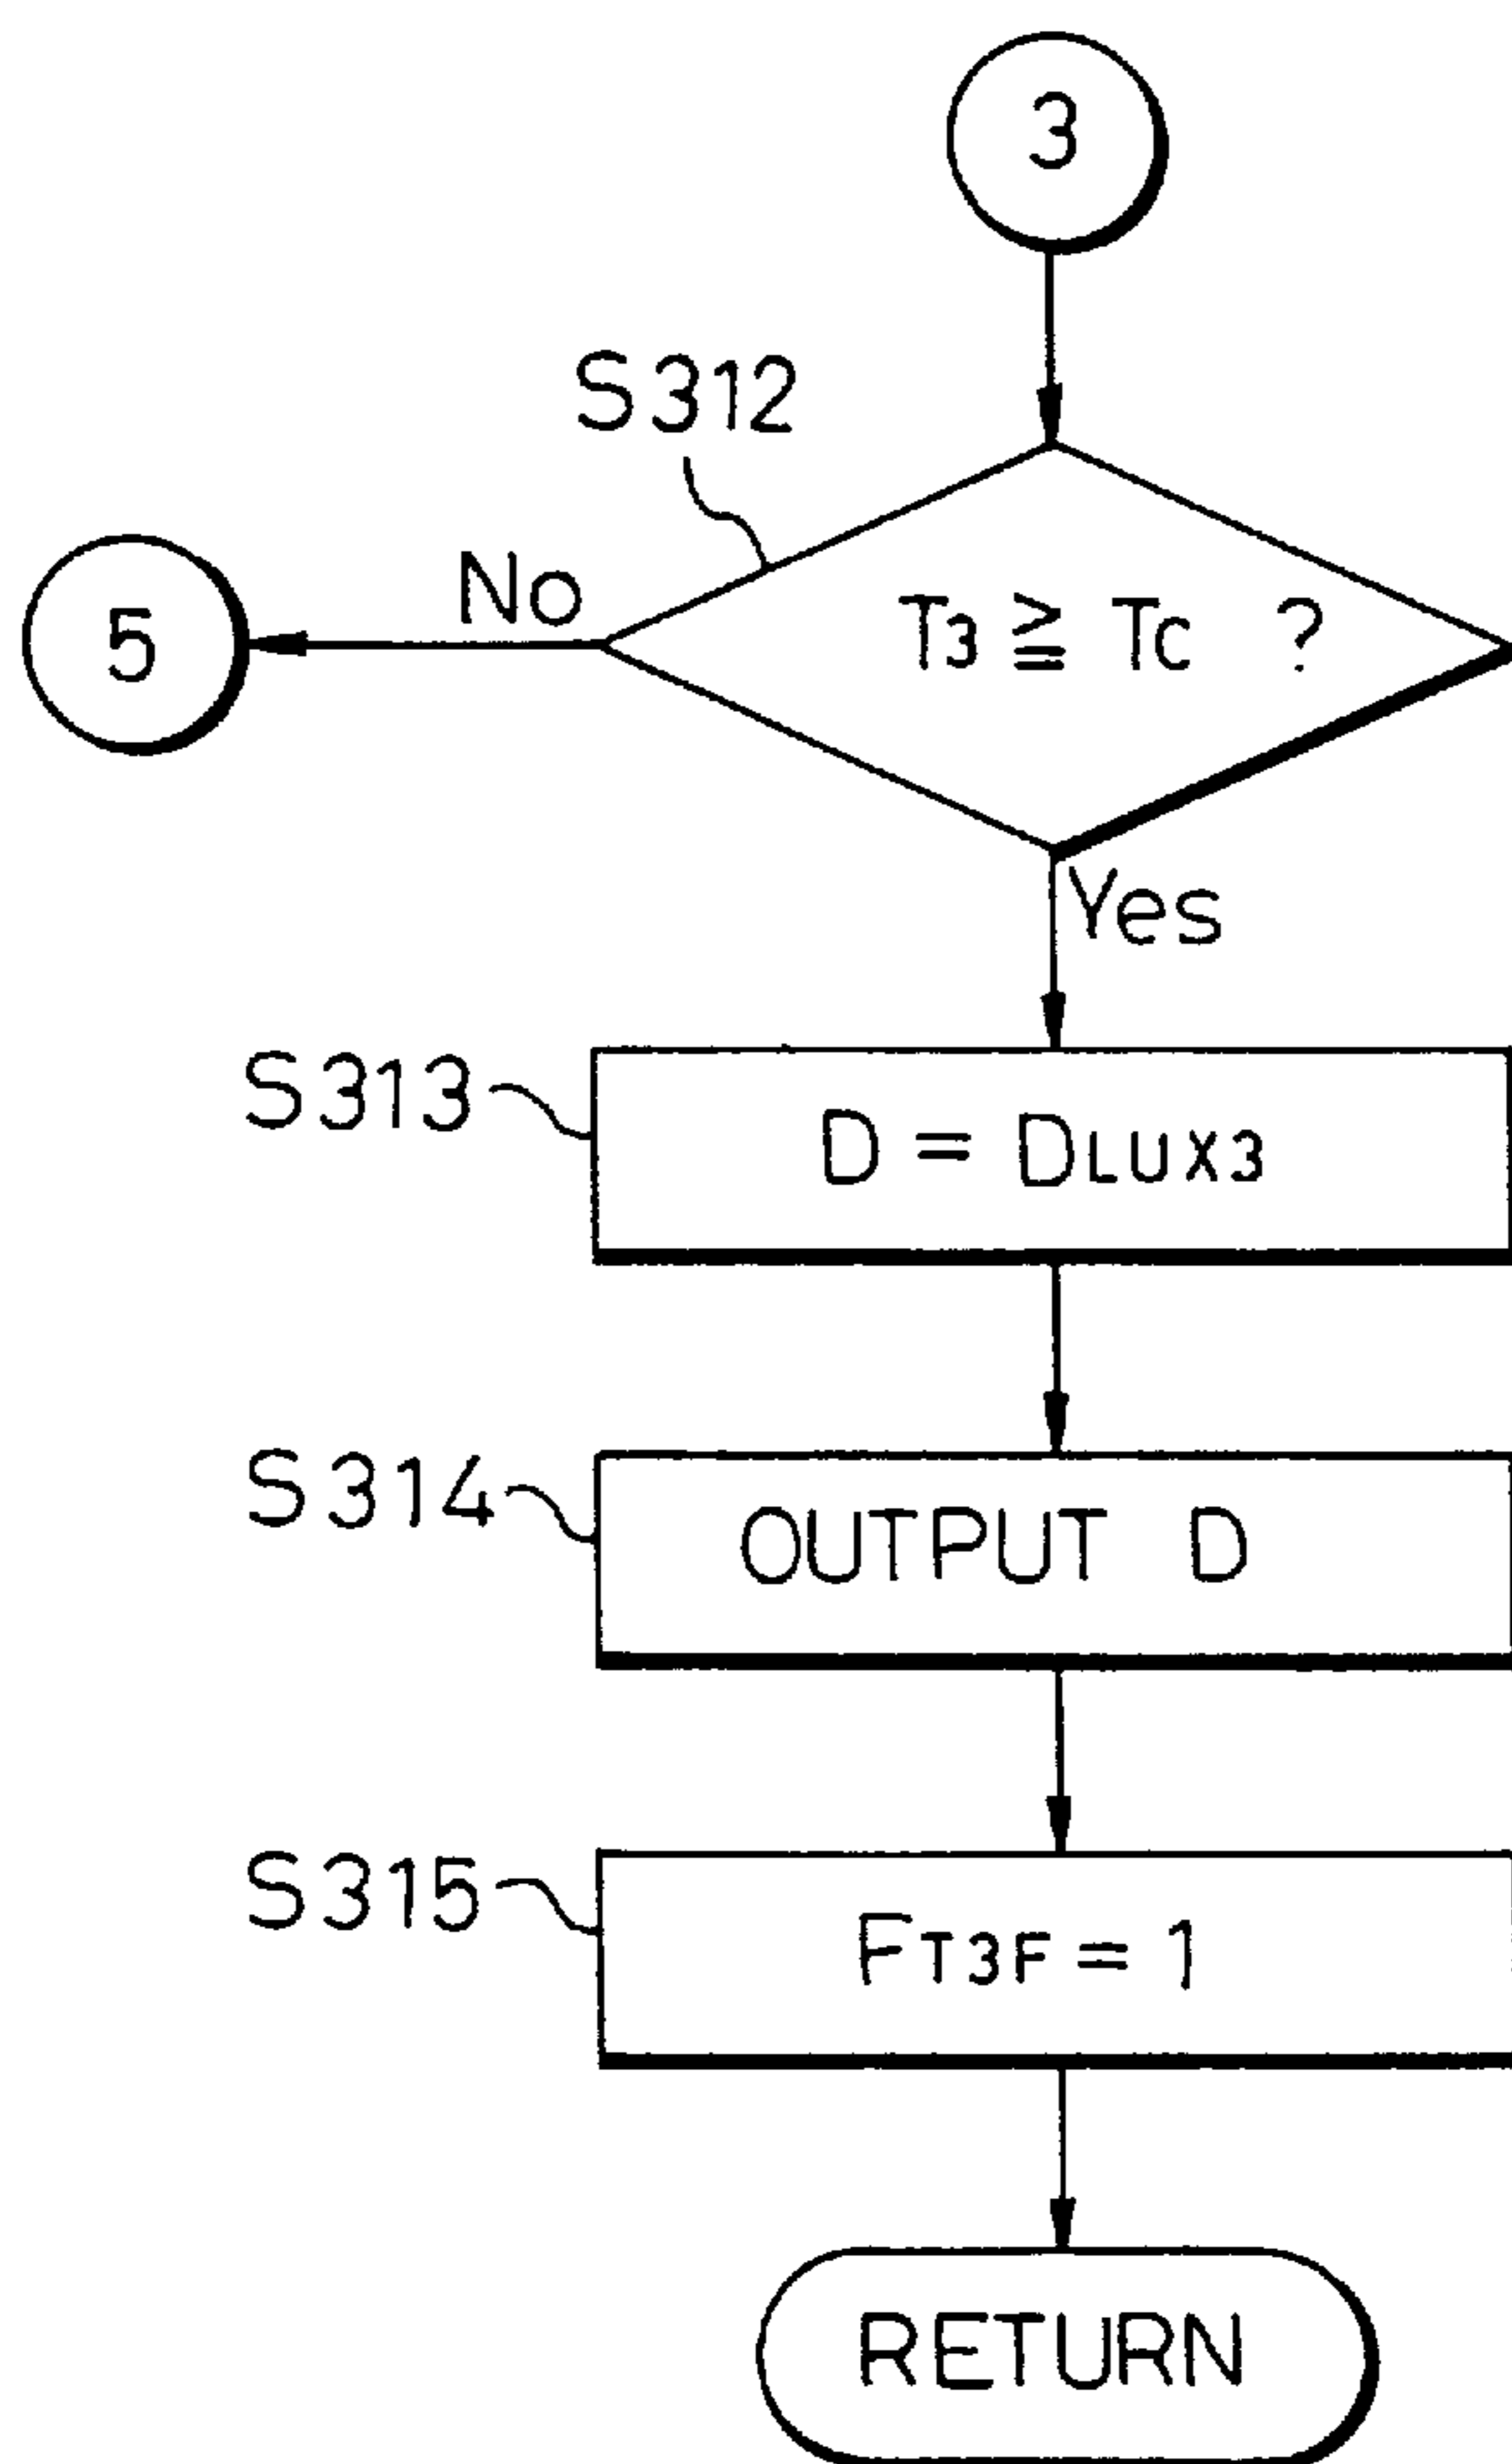 3
S312
No
5
T3 ≧ Tc ?
Yes
S313
D = DLUX3
S314
OUTPUT D
S315
FT3F = 1
RETURN